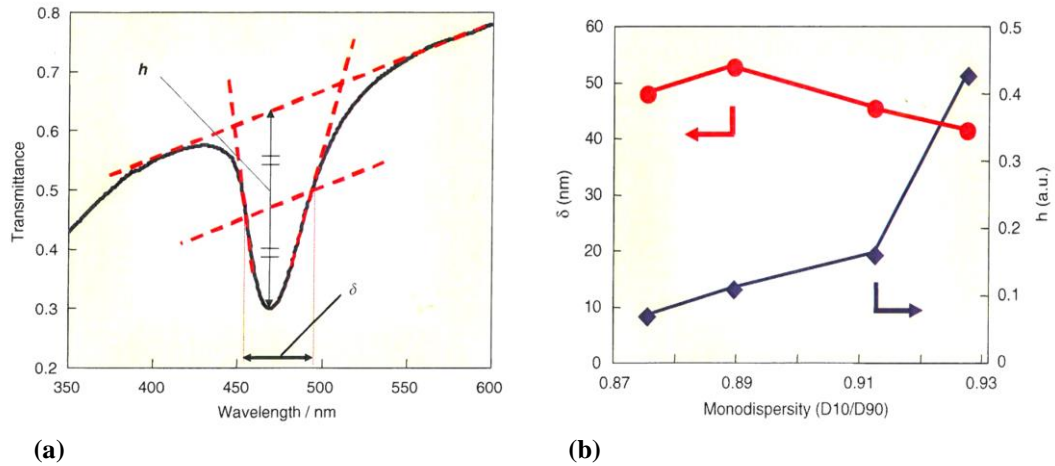 0.8
0.7
0.6
0.5
0.4
0.3
0.2
Transmittance
h
δ
350 400 450 500 550 600
Wavelength / nm
(a)
60
50
40
30
20
10
0
δ (nm)
0.5
0.4
0.3
0.2
0.1
0
h (a.u.)
0.87 0.89 0.91 0.93
Monodispersity (D10/D90)
(b)